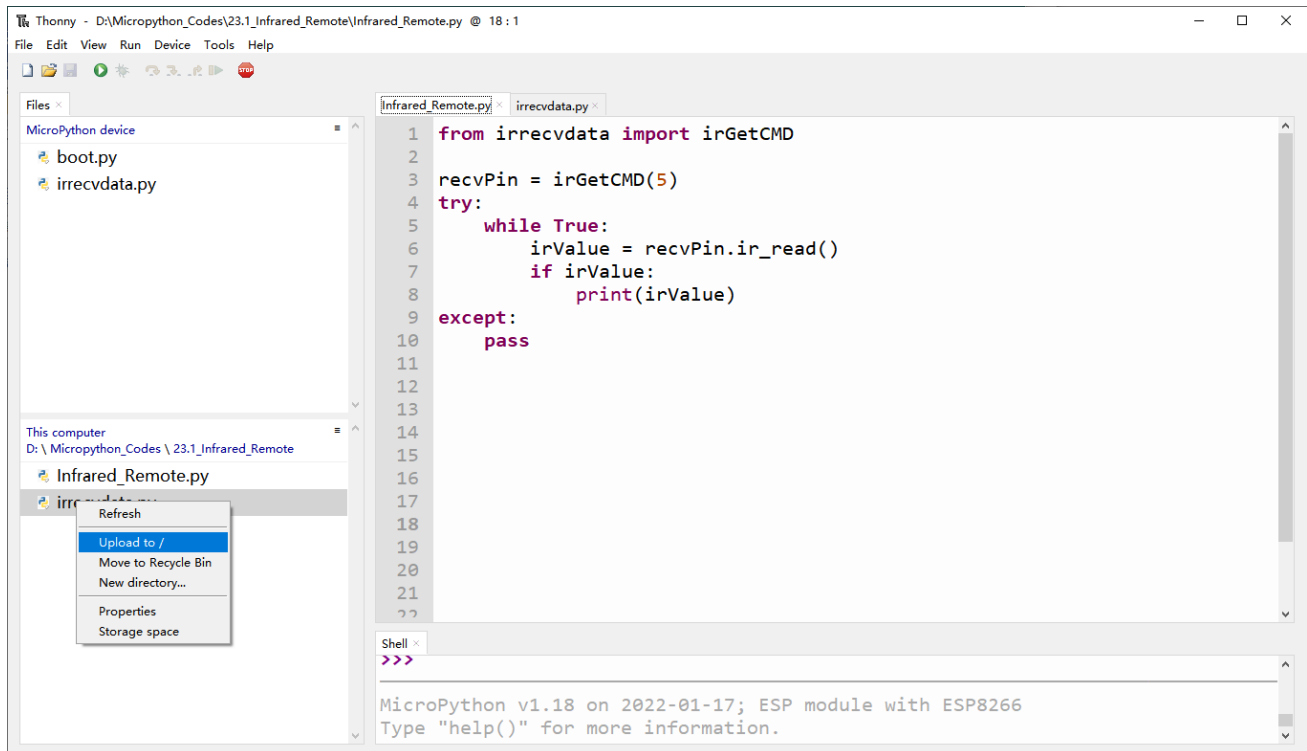 Thonny - D:\Micropython_Codes\23.1_Infrared_Remote\Infrared_Remote.py @ 18 : 1
File Edit View Run Device Tools Help
STOP
Files
MicroPython device
boot.py
irrecvdata.py
This computer
D: \ Micropython_Codes \ 23.1_Infrared_Remote
Infrared_Remote.py
Refresh
Upload to /
Move to Recycle Bin
New directory...
Properties
Storage space
Infrared_Remote.py irrecvdata.py
1 from irrecvdata import irGetCMD
2
3 recvPin = irGetCMD(5)
4 try:
5     while True:
6         irValue = recvPin.ir_read()
7         if irValue:
8             print(irValue)
9 except:
10     pass
11
12
13
14
15
16
17
18
19
20
21
22
Shell
>>>
MicroPython v1.18 on 2022-01-17; ESP module with ESP8266
Type "help()" for more information.